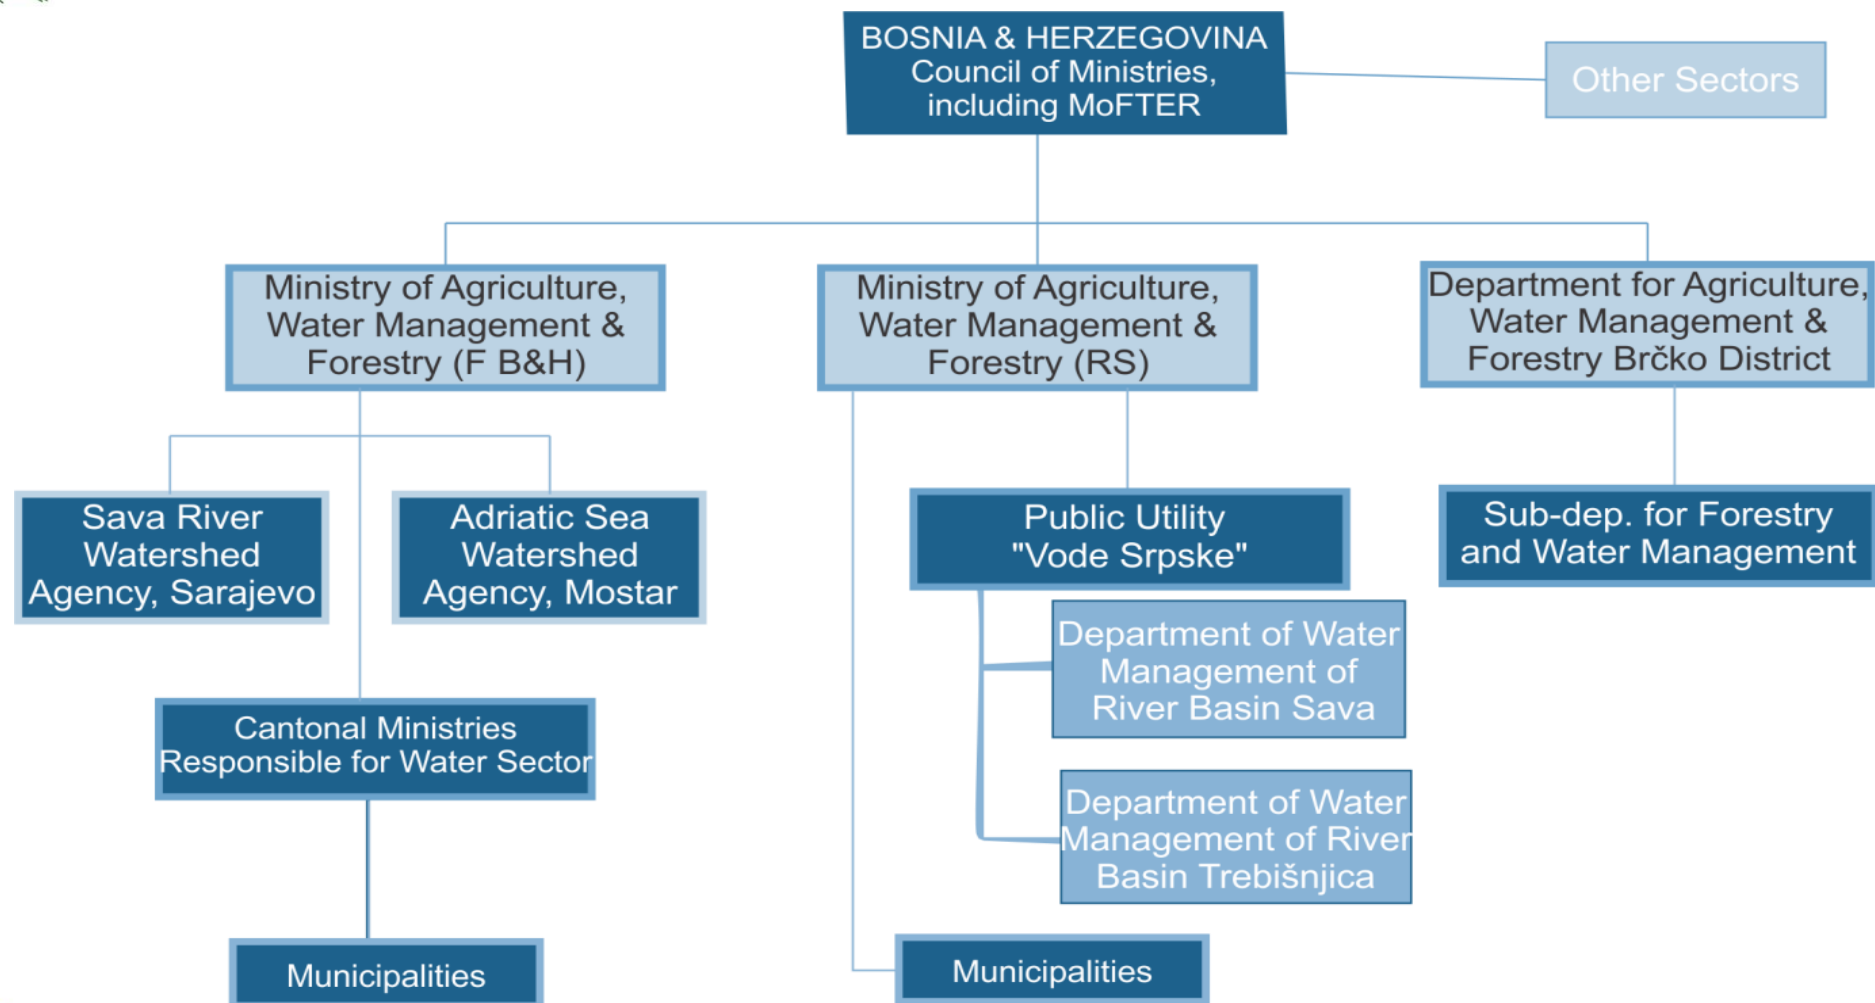 BOSNIA & HERZEGOVINA
Council of Ministries,
including MoFTER
Other Sectors
Ministry of Agriculture,
Water Management &
Forestry (F B&H)
Ministry of Agriculture,
Water Management &
Forestry (RS)
Department for Agriculture,
Water Management &
Forestry Brčko District
Sava River
Watershed
Agency, Sarajevo
Adriatic Sea
Watershed
Agency, Mostar
Public Utility
"Vode Srpske"
Sub-dep. for Forestry
and Water Management
Department of Water
Management of
River Basin Sava
Cantonal Ministries
Responsible for Water Sector
Department of Water
Management of River
Basin Trebišnjica
Municipalities
Municipalities